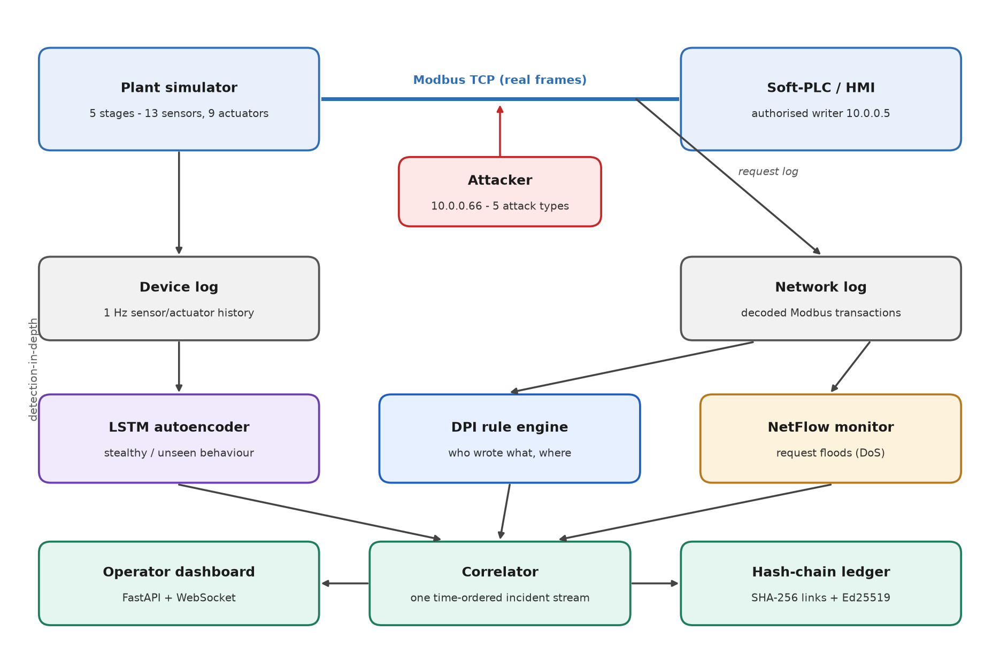 Modbus TCP (real frames)
Plant simulator
5 stages - 13 sensors, 9 actuators
Soft-PLC / HMI
authorised writer 10.0.0.5
request log
Attacker
10.0.0.66 - 5 attack types
Device log
1 Hz sensor/actuator history
Network log
decoded Modbus transactions
detection-in-depth
LSTM autoencoder
stealthy / unseen behaviour
DPI rule engine
who wrote what, where
NetFlow monitor
request floods (DoS)
Operator dashboard
FastAPI + WebSocket
Correlator
one time-ordered incident stream
Hash-chain ledger
SHA-256 links + Ed25519